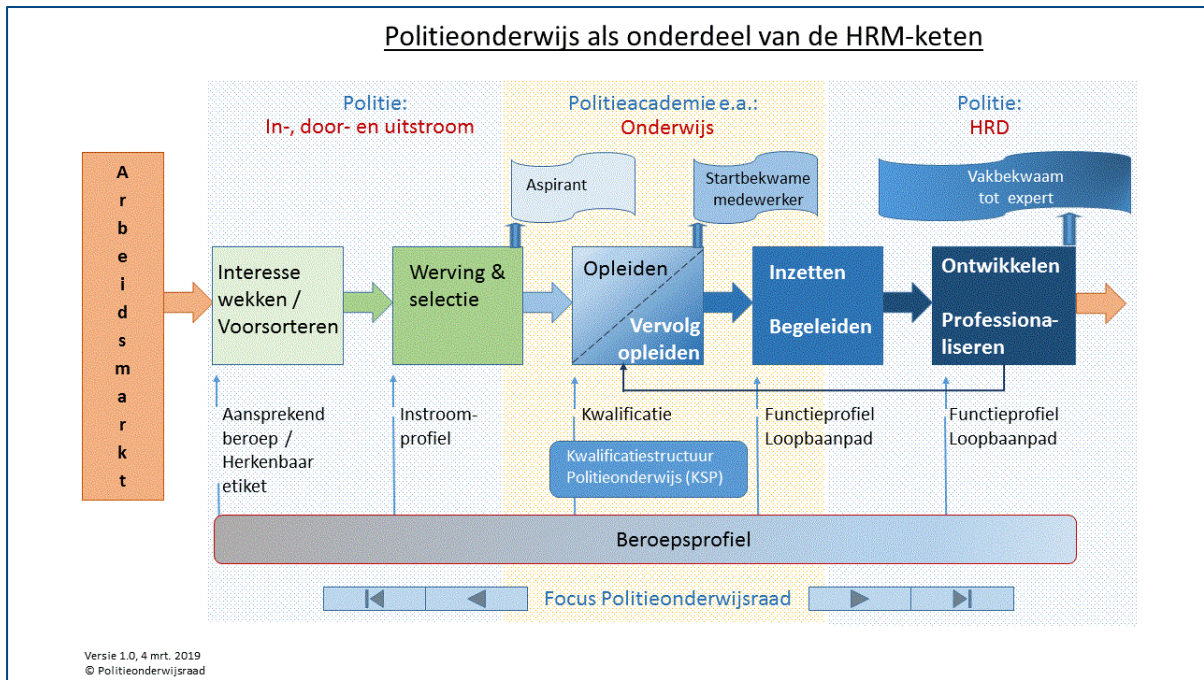 Politieonderwijs als onderdeel van de HRM-keten
Politie:
In-, door- en uitstroom
Politieacademie e.a.:
Onderwijs
Politie:
HRD
Arbeidsmarkt
Aspirant
Startbekwame
medewerker
Vakbekwaam
tot expert
Interesse
wekken /
Voorsorteren
Werving &
selectie
Opleiden
Vervolg
opleiden
Inzetten
Begeleiden
Ontwikkelen
Professiona-
liseren
Aansprekend
beroep /
Herkenbaar
etiket
Instroom-
profiel
Kwalificatie
Kwalificatiestructuur
Politieonderwijs (KSP)
Functieprofiel
Loopbaanpad
Functieprofiel
Loopbaanpad
Beroepsprofiel
Focus Politieonderwijsraad
Versie 1.0, 4 mrt. 2019
© Politieonderwijsraad